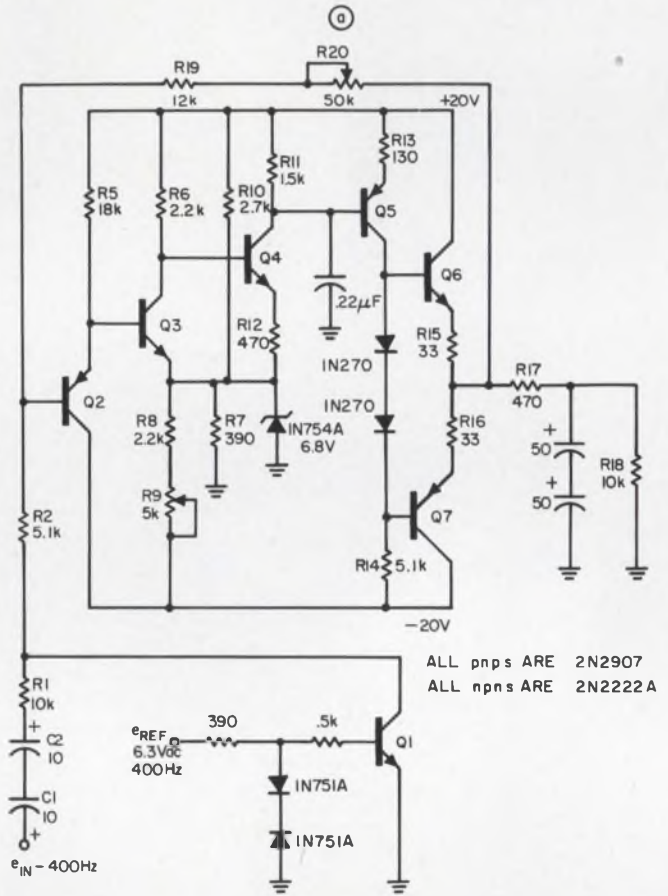 a
R20
R19
12k
50k
+20V
R13
130
R11
1.5k
R5
18k
R6
2.2k
R10
2.7k
Q5
Q4
Q6
.22µF
Q3
R12
470
R15
33
IN270
R17
470
IN270
Q2
R8
2.2k
R7
390
IN754A
6.8V
R16
33
50
R18
10k
R9
5k
50
Q7
R2
5.1k
R14
5.1k
-20V
ALL pnps ARE 2N2907
ALL npns ARE 2N2222A
R1
10k
eREF
6.3Vac
400Hz
390
.5k
Q1
C2
10
IN751A
C1
10
IN751A
eIN - 400Hz